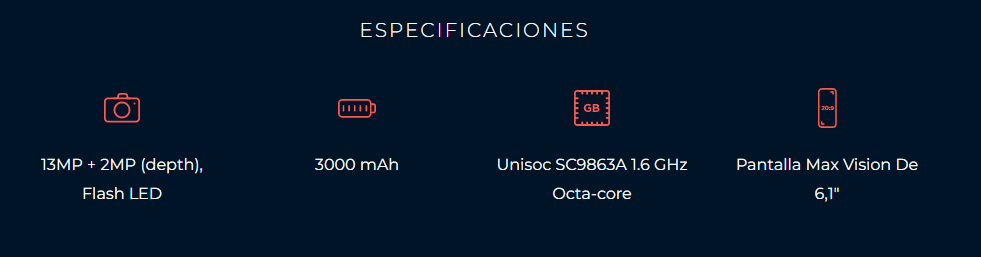 ESPECIFICACIONES
GB
20:9
13MP + 2MP (depth),
Flash LED
3000 mAh
Unisoc SC9863A 1.6 GHz
Octa-core
Pantalla Max Vision De
6,1"